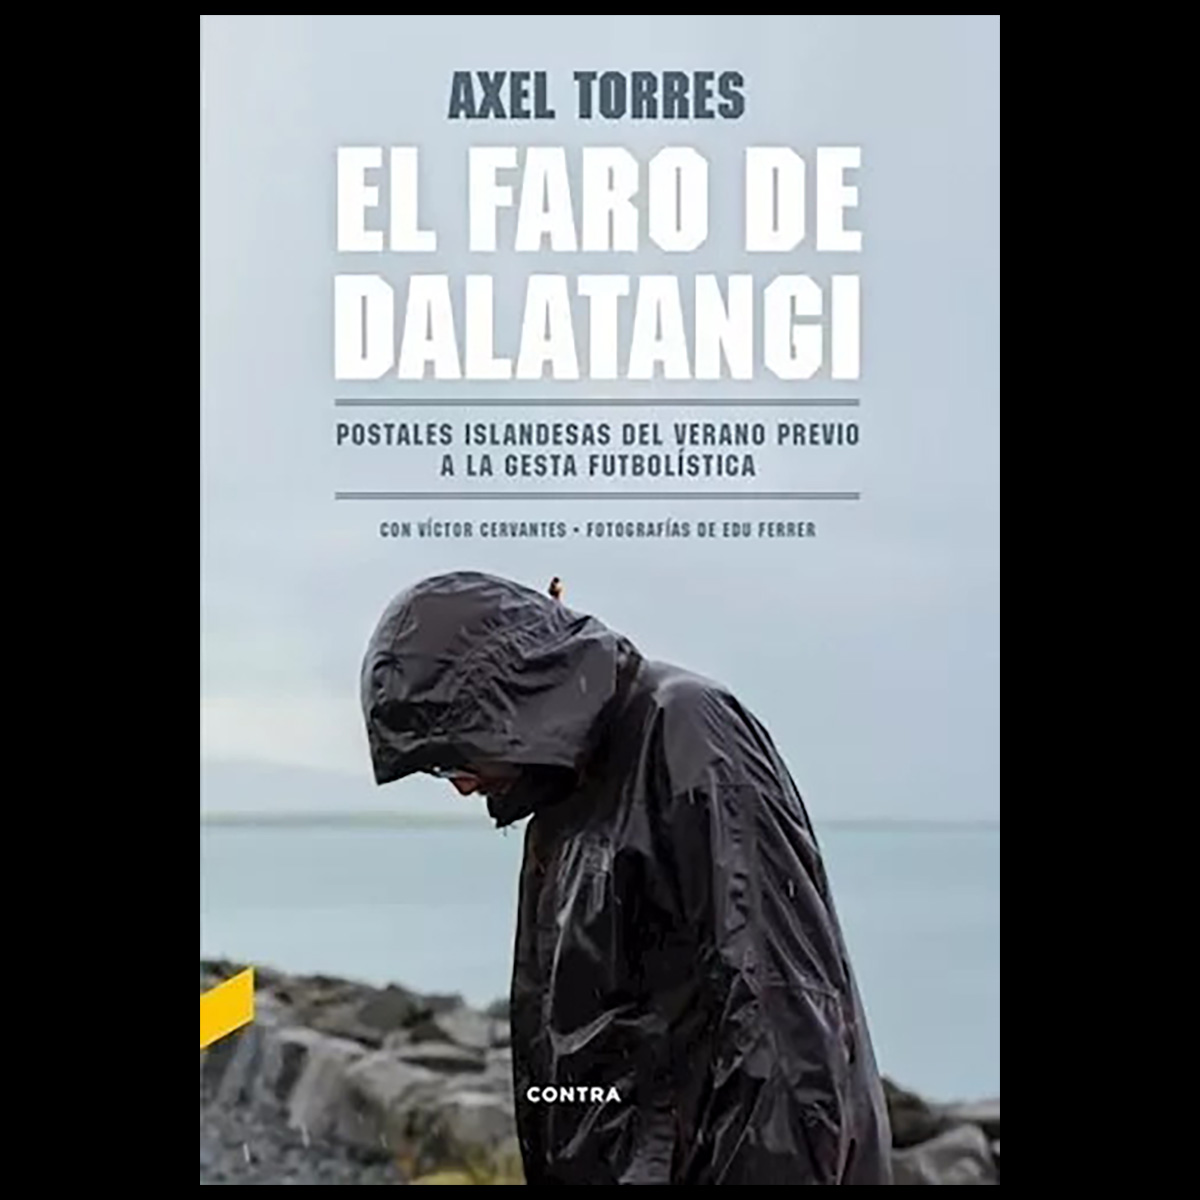 AXEL TORRES
EL FARO DE
DALATANGI
POSTALES ISLANDESAS DEL VERANO PREVIO
A LA GESTA FUTBOLÍSTICA
CON VÍCTOR CERVANTES • FOTOGRAFÍAS DE EDU FERRER
CONTRA